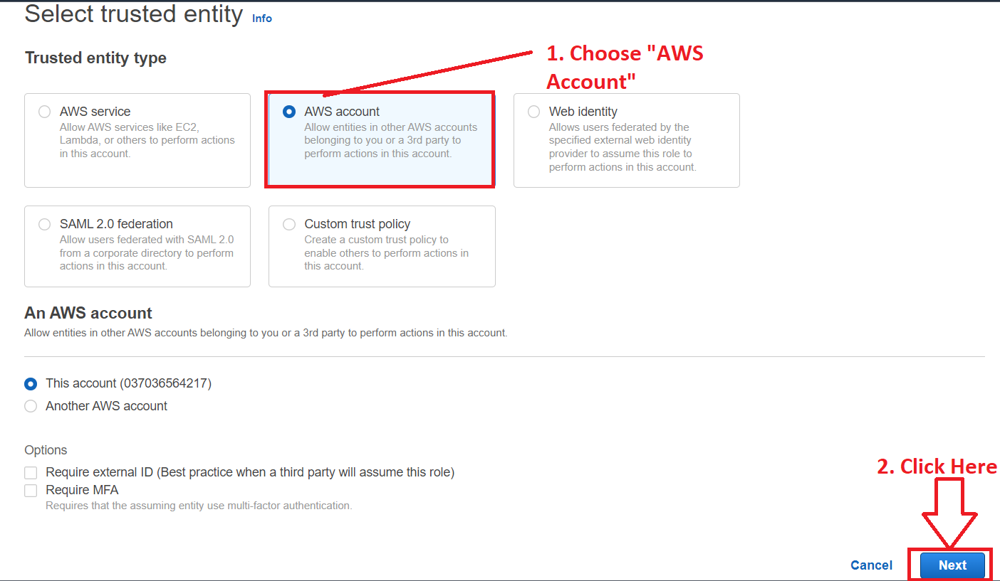 Select trusted entity Info
Trusted entity type
1. Choose "AWS
Account"
AWS service
Allow AWS services like EC2,
Lambda, or others to perform actions
in this account.
AWS account
Allow entities in other AWS accounts
belonging to you or a 3rd party to
perform actions in this account.
Web identity
Allows users federated by the
specified external web identity
provider to assume this role to
perform actions in this account.
SAML 2.0 federation
Allow users federated with SAML 2.0
from a corporate directory to perform
actions in this account.
Custom trust policy
Create a custom trust policy to
enable others to perform actions in
this account.
An AWS account
Allow entities in other AWS accounts belonging to you or a 3rd party to perform actions in this account.
This account (037036564217)
Another AWS account
Options
Require external ID (Best practice when a third party will assume this role)
Require MFA
Requires that the assuming entity use multi-factor authentication.
2. Click Here
Cancel
Next